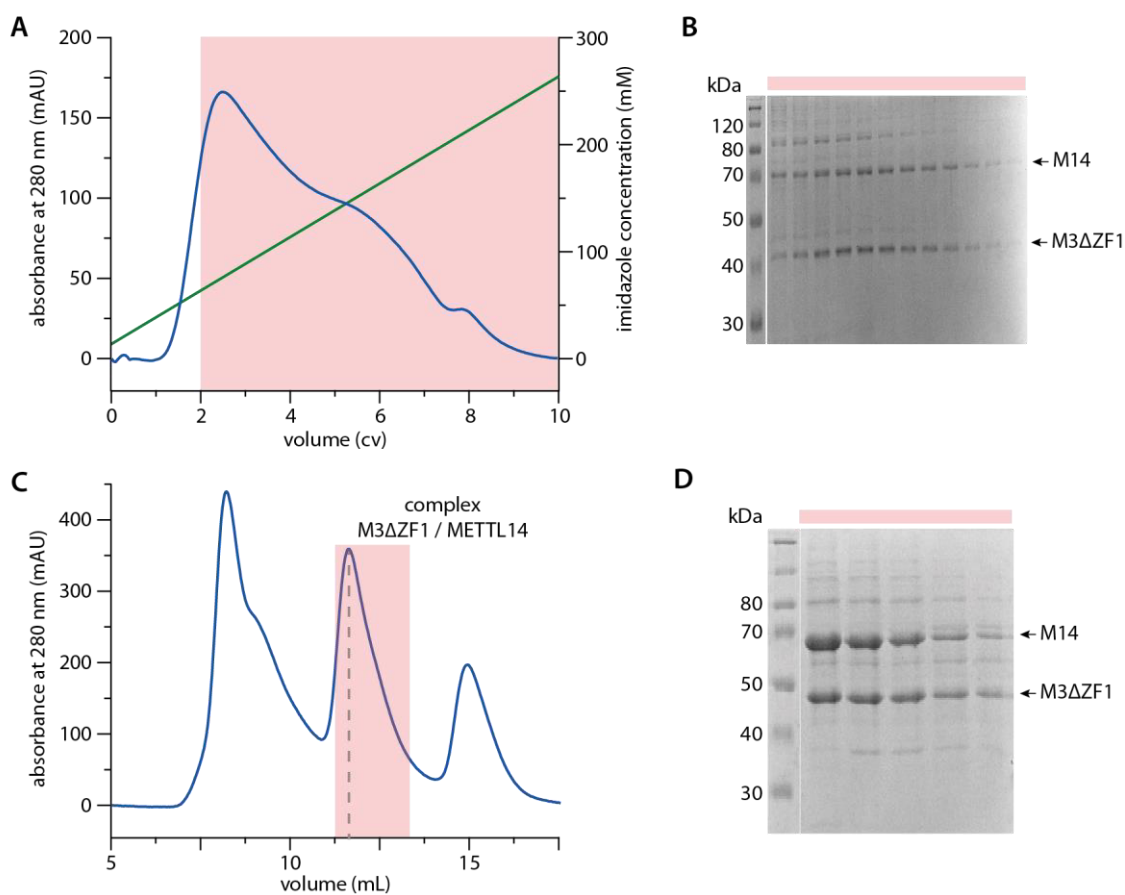 A
200
150
100
50
0
absorbance at 280 nm (mAU)
300
200
100
0
imidazole concentration (mM)
0 2 4 6 8 10
volume (cv)
B
kDa
120
80
70
50
40
30
M14
M3ΔZF1
C
400
300
200
100
0
absorbance at 280 nm (mAU)
complex
M3ΔZF1 / METTL14
5 10 15
volume (mL)
D
kDa
80
70
50
40
30
M14
M3ΔZF1